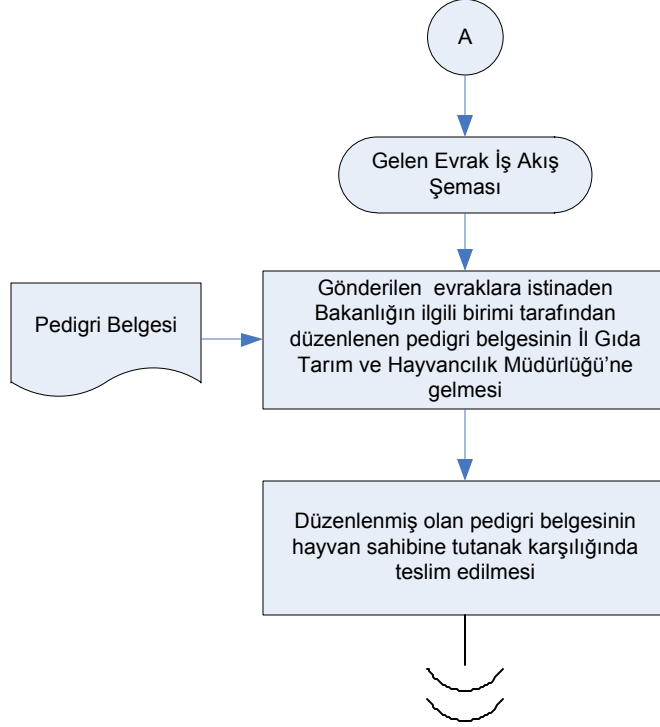 A
Gelen Evrak İş Akış
Şeması
Pedigri Belgesi
Gönderilen evraklara istinaden
Bakanlığın ilgili birimi tarafından
düzenlenen pedigri belgesinin İl Gıda
Tarım ve Hayvancılık Müdürlüğü’ne
gelmesi
Düzenlenmiş olan pedigri belgesinin
hayvan sahibine tutanak karşılığında
teslim edilmesi